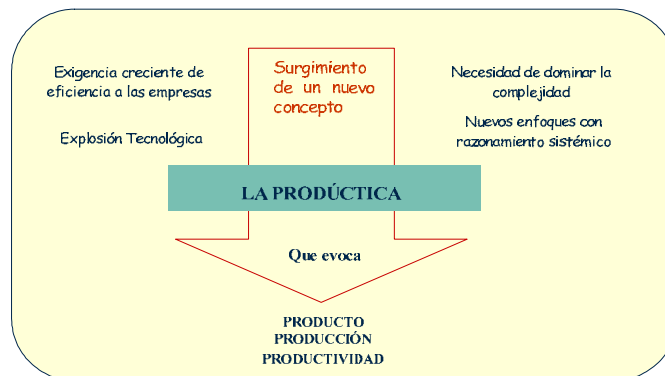 Exigencia creciente de
eficiencia a las empresas
Explosión Tecnológica
Surgimiento
de un nuevo
concepto
Necesidad de dominar la
complejidad
Nuevos enfoques con
razonamiento sistémico
LA PRODÚCTICA
Que evoca
PRODUCTO
PRODUCCIÓN
PRODUCTIVIDAD